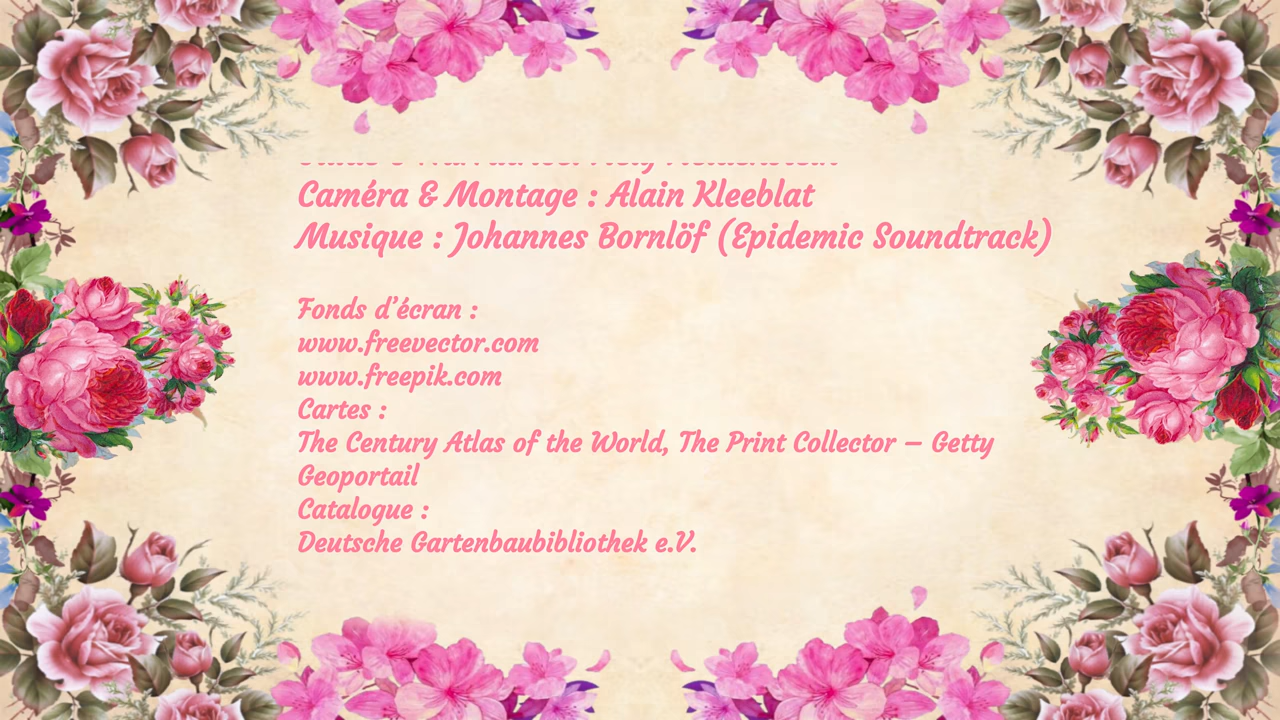 Caméra & Montage : Alain Kleeblat
Musique : Johannes Bornlöf (Epidemic Soundtrack)
Fonds d’écran :
www.freevector.com
www.freepik.com
Cartes :
The Century Atlas of the World, The Print Collector – Getty
Geoportail
Catalogue :
Deutsche Gartenbaubibliothek e.V.